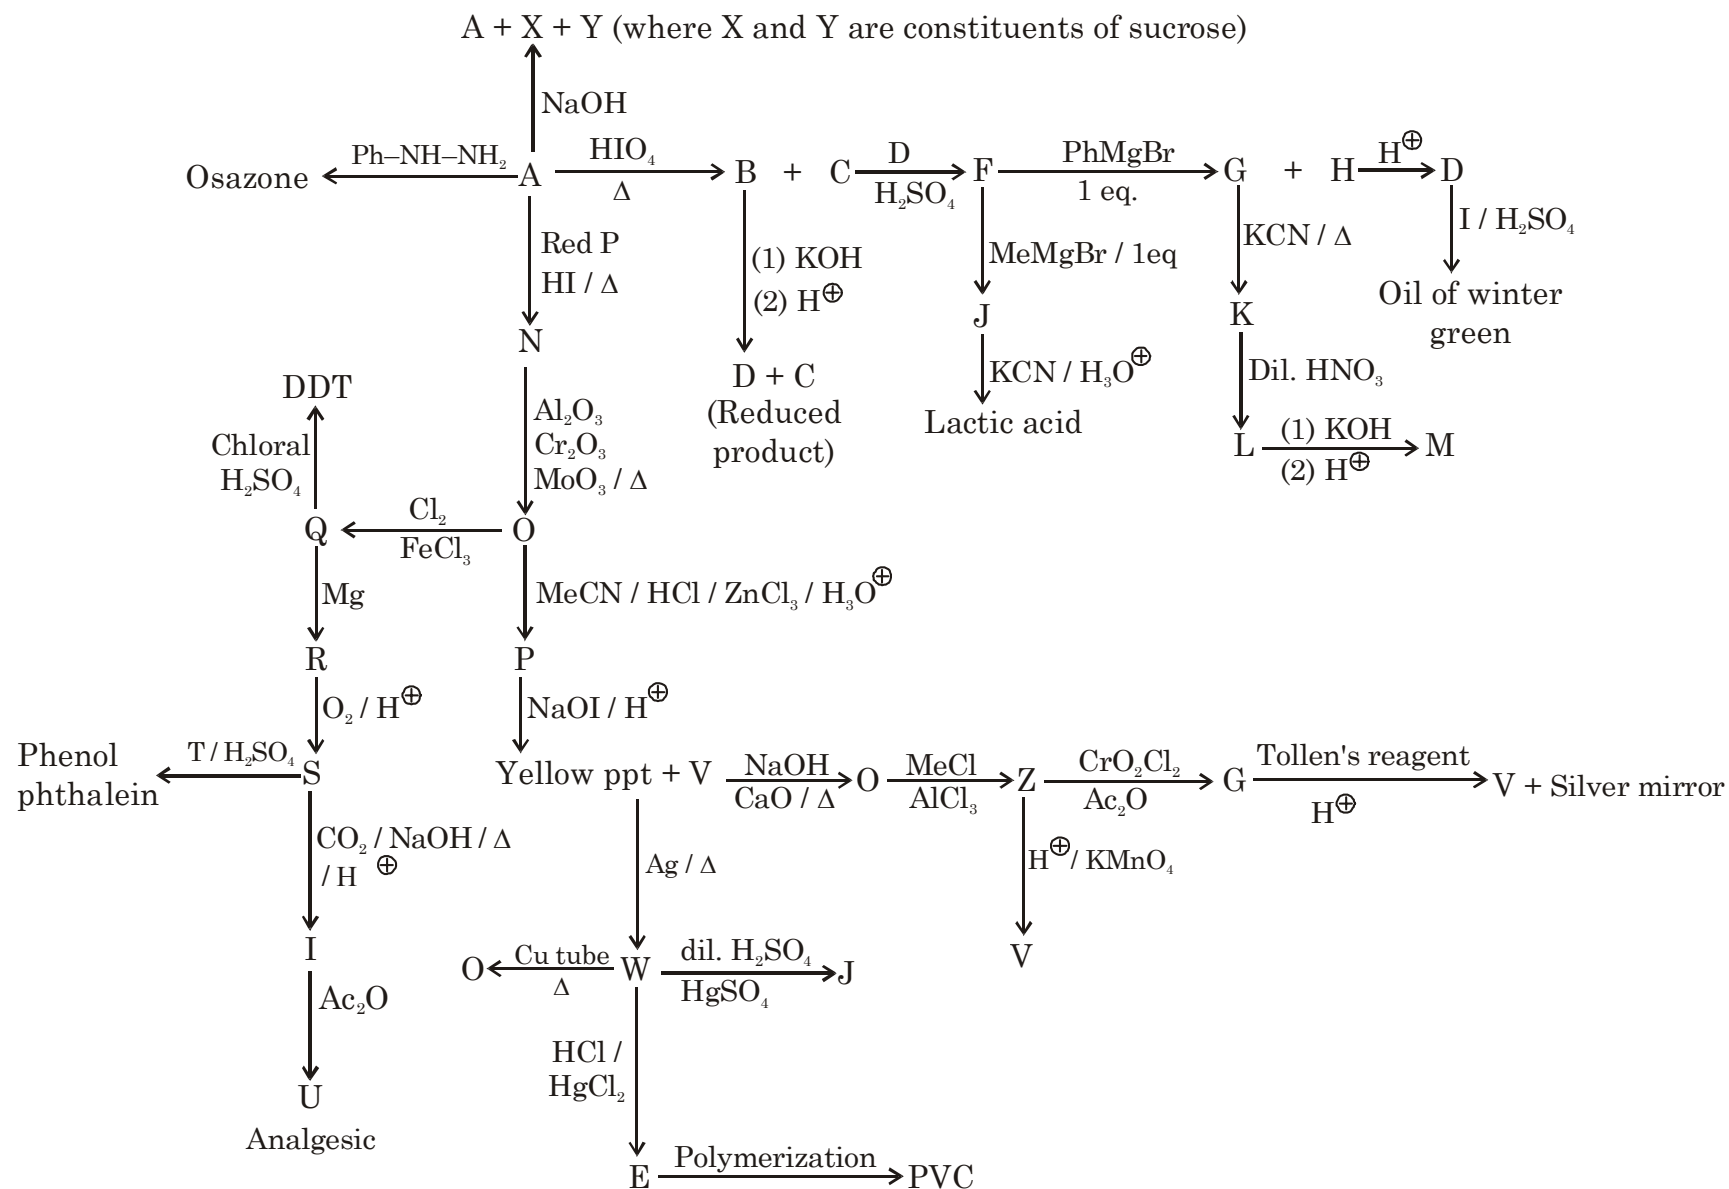 A + X + Y (where X and Y are constituents of sucrose)
NaOH
Osazone
Ph–NH–NH₂
A
HIO₄
Δ
B + C
D
H₂SO₄
F
PhMgBr
1 eq.
G + H
H⊕
D
Red P
HI / Δ
(1) KOH
(2) H⊕
MeMgBr / 1eq
KCN / Δ
I / H₂SO₄
Oil of winter
green
N
J
K
DDT
D + C
(Reduced
product)
KCN / H₃O⊕
Lactic acid
Dil. HNO₃
Al₂O₃
Cr₂O₃
MoO₃ / Δ
Chloral
H₂SO₄
L
(1) KOH
(2) H⊕
M
Q
Cl₂
FeCl₃
O
Mg
MeCN / HCl / ZnCl₃ / H₃O⊕
R
P
O₂ / H⊕
NaOI / H⊕
Phenol
phthalein
T / H₂SO₄
S
Yellow ppt + V
NaOH
CaO / Δ
O
MeCl
AlCl₃
Z
CrO₂Cl₂
Ac₂O
G
Tollen's reagent
H⊕
V + Silver mirror
CO₂ / NaOH / Δ
/ H ⊕
Ag / Δ
H⊕/ KMnO₄
I
O
Cu tube
Δ
W
dil. H₂SO₄
HgSO₄
J
V
Ac₂O
HCl /
HgCl₂
U
Analgesic
E
Polymerization
PVC